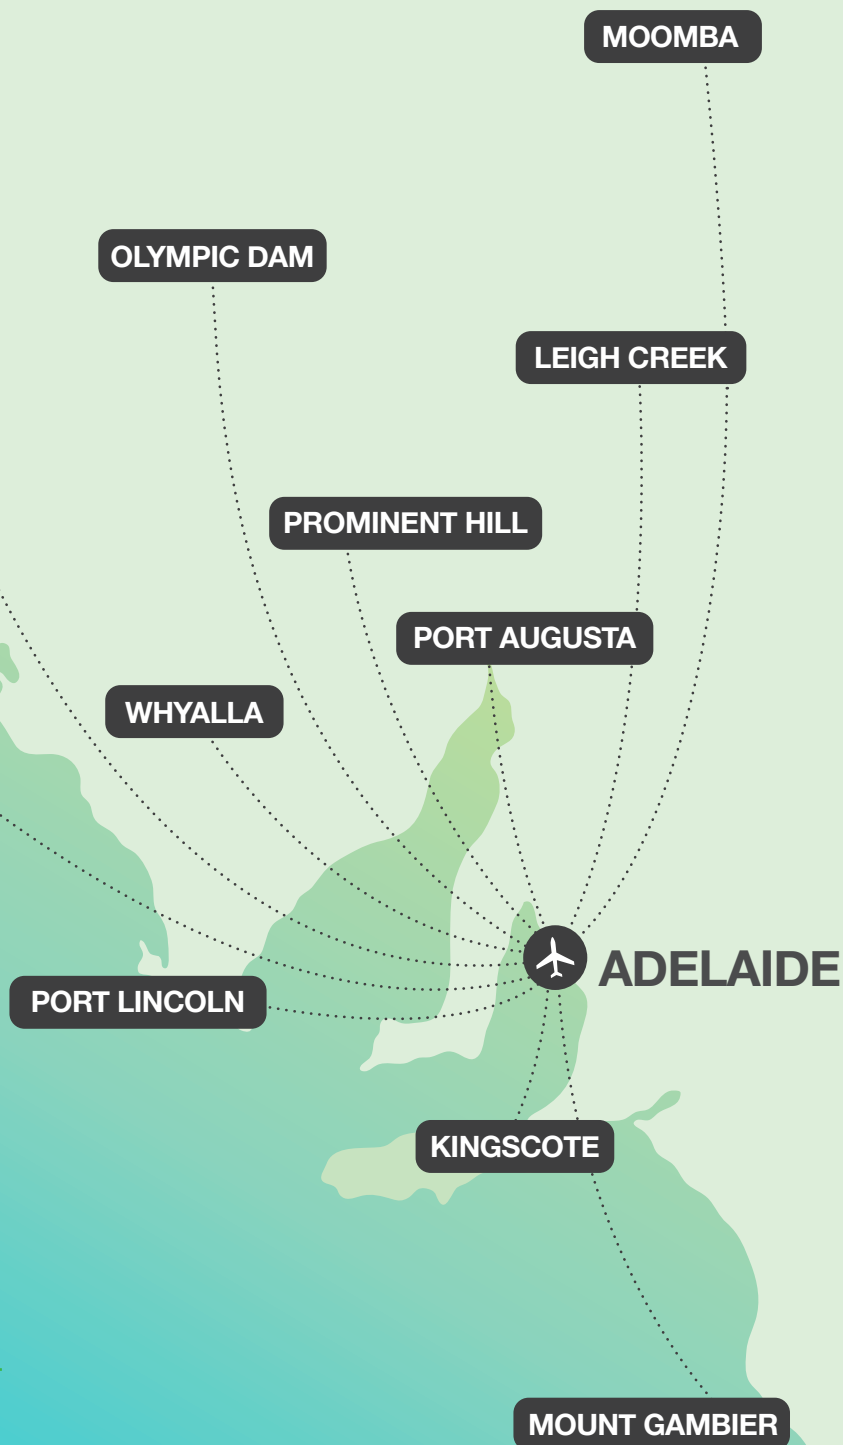 MOOMBA
OLYMPIC DAM
LEIGH CREEK
PROMINENT HILL
PORT AUGUSTA
WHYALLA
ADELAIDE
PORT LINCOLN
KINGSCOTE
MOUNT GAMBIER